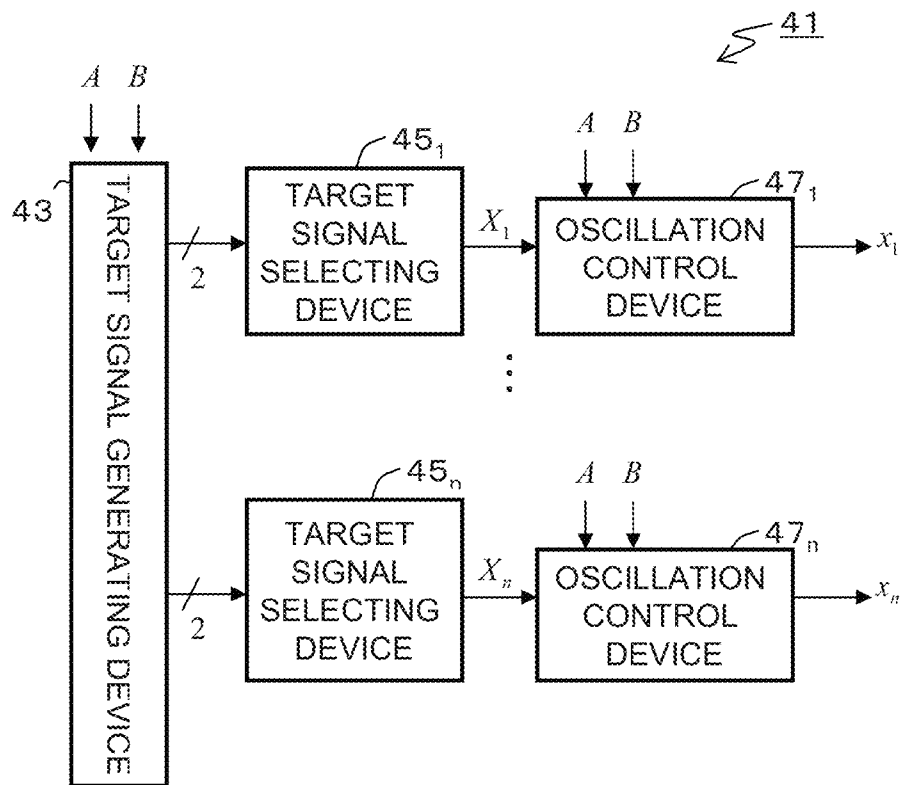 41
A B
43
TARGET SIGNAL GENERATING DEVICE
2
45₁
TARGET
SIGNAL
SELECTING
DEVICE
X₁
A B
47₁
OSCILLATION
CONTROL
DEVICE
x₁
⋮
2
45ₙ
TARGET
SIGNAL
SELECTING
DEVICE
Xₙ
A B
47ₙ
OSCILLATION
CONTROL
DEVICE
xₙ